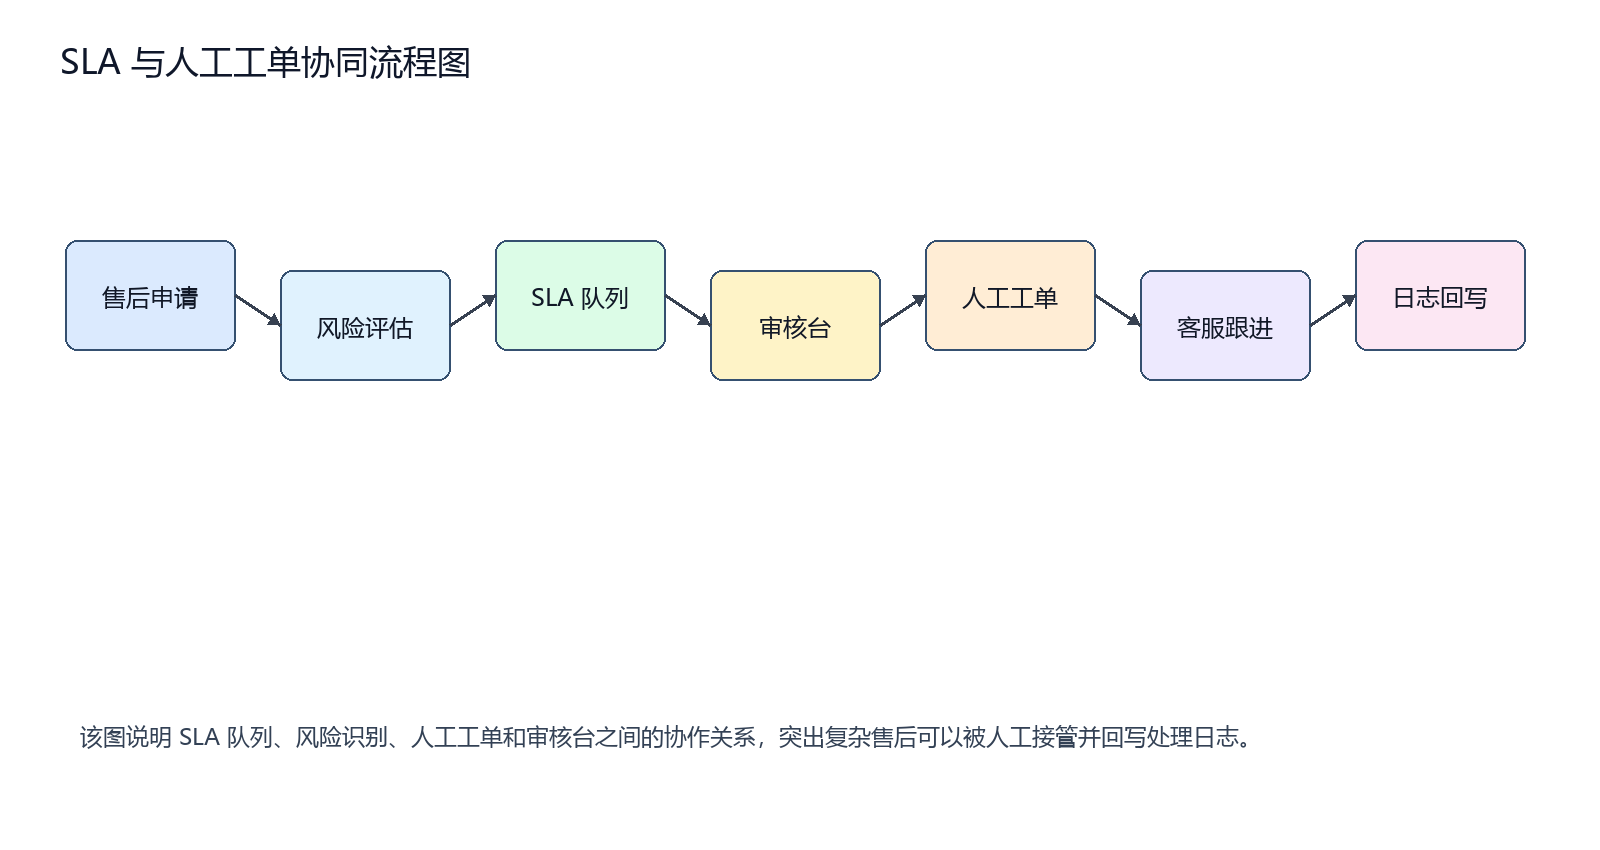 SLA 与人工工单协同流程图
售后申请
风险评估
SLA 队列
审核台
人工工单
客服跟进
日志回写
该图说明 SLA 队列、风险识别、人工工单和审核台之间的协作关系，突出复杂售后可以被人工接管并回写处理日志。